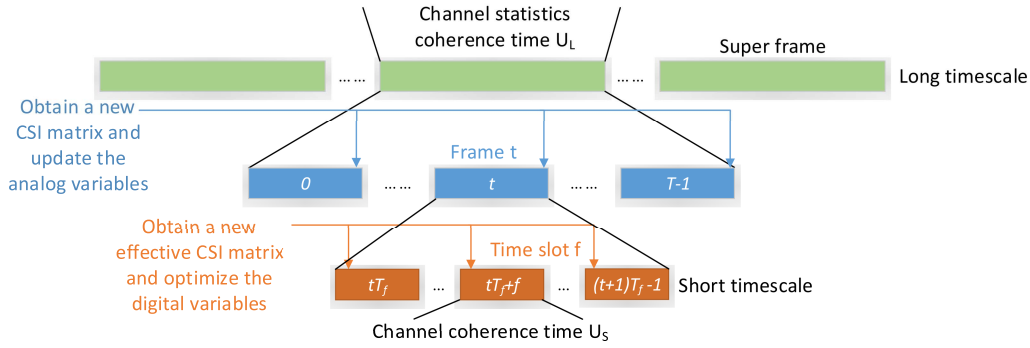 Channel statistics
coherence time U_L
Super frame
…… ……
Long timescale
Obtain a new
CSI matrix and
update the
analog variables
Frame t
0 …… t …… T-1
Obtain a new
effective CSI matrix
and optimize the
digital variables
Time slot f
tT_f … tT_f+f … (t+1)T_f -1
Short timescale
Channel coherence time U_S